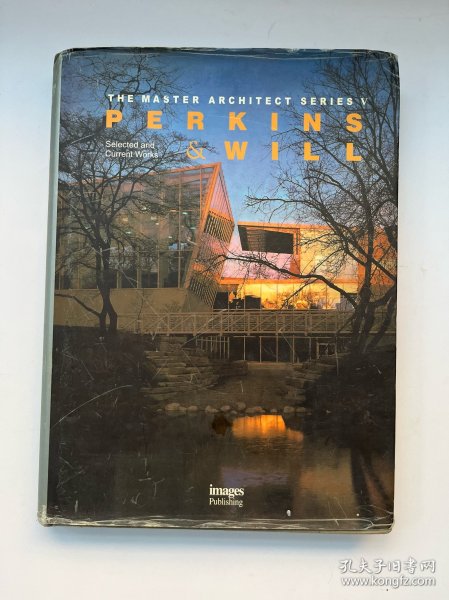 THE MASTER ARCHITECT SERIES V
PERKINS
Selected and
Current Works
& WILL
images
Publishing
孔夫子旧书网
www.kongfz.com